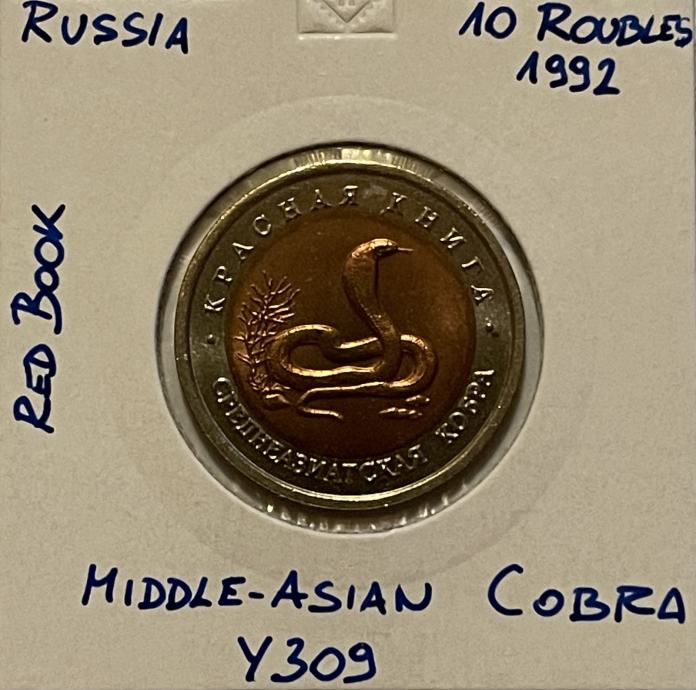 RUSSIA
10 ROUBLES
1992
RED BOOK
КРАСНАЯ КНИГА
СРЕДНЕАЗИАТСКАЯ КОБРА
MIDDLE-ASIAN COBRA
Y309